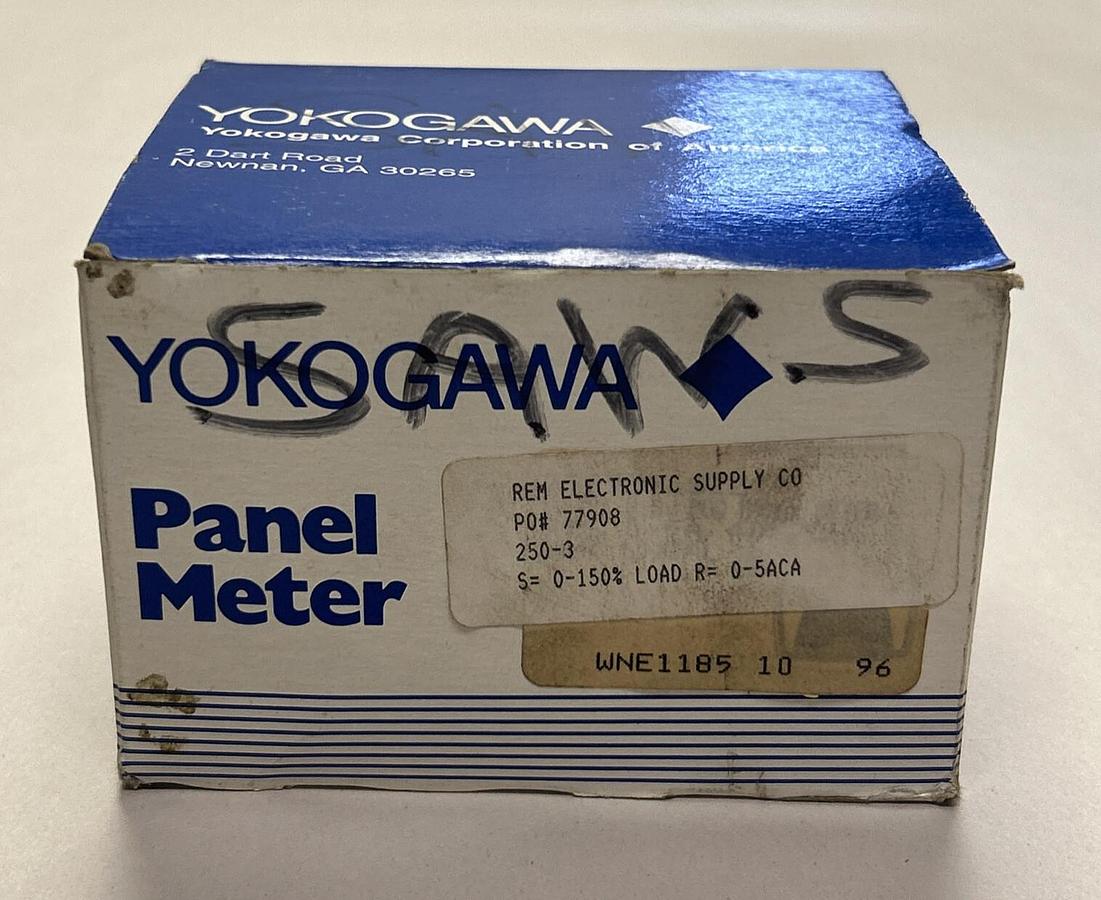 YOKOGAWA
Yokogawa Corporation of America
2 Dart Road
Newnan, GA 30265
SAWS
YOKOGAWA
Panel
Meter
REM ELECTRONIC SUPPLY CO
PO# 77908
250-3
S= 0-150% LOAD R= 0-5ACA
WNE1185 10 96